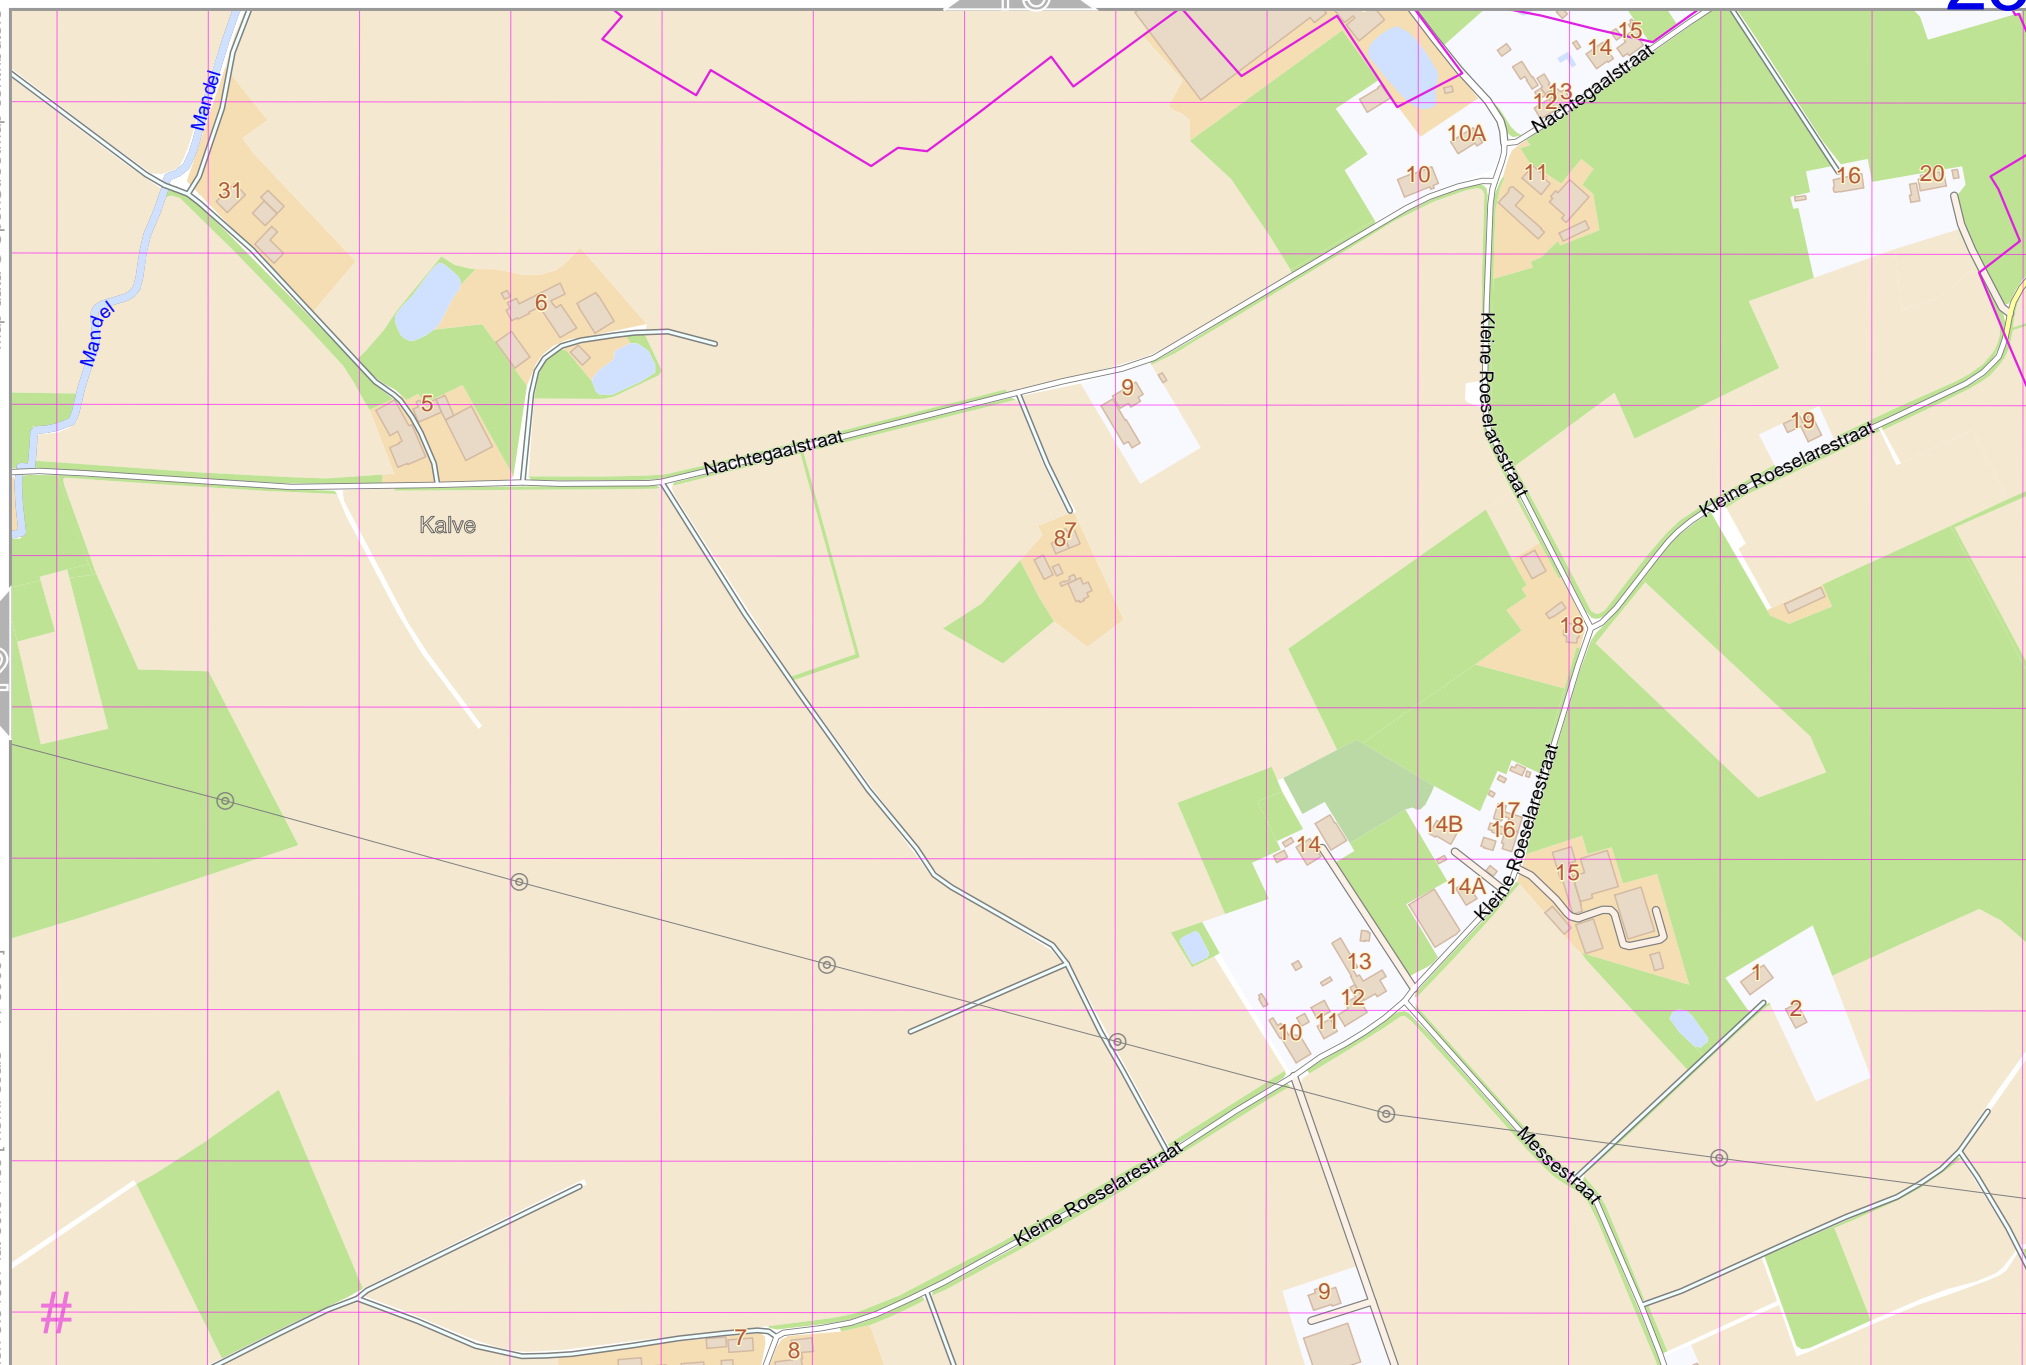 15
Mandel
14
13
12
Nachtegaalstraat
10A
10
11
16
20
31
Mandel
6
5
9
Kleine Roeselarestraat
19
Nachtegaalstraat
Kleine Roeselarestraat
Kalve
7
8
18
Kleine Roeselarestraat
17
14B
16
14
15
14A
13
1
12
2
11
10
Messestraat
Kleine Roeselarestraat
9
#
7
8